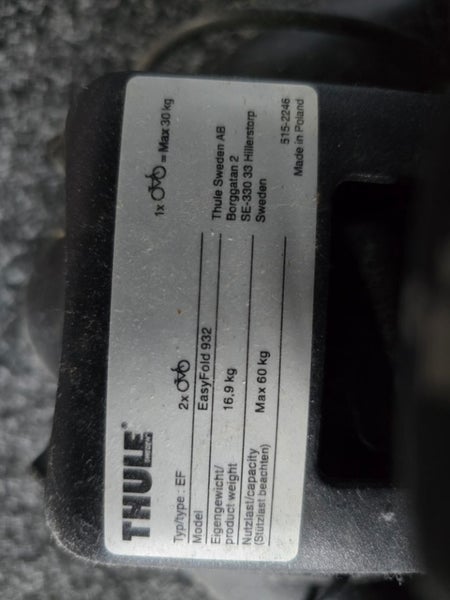 THULE
SWEDEN
Typ/type : EF
2x
1x = Max 30 kg
Model
EasyFold 932
Eigengewicht/
product weight
16,9 kg
Nutzlast/capacity
(Stützlast beachten)
Max 60 kg
Thule Sweden AB
Borggatan 2
SE-330 33 Hillerstorp
Sweden
515-2246
Made in Poland